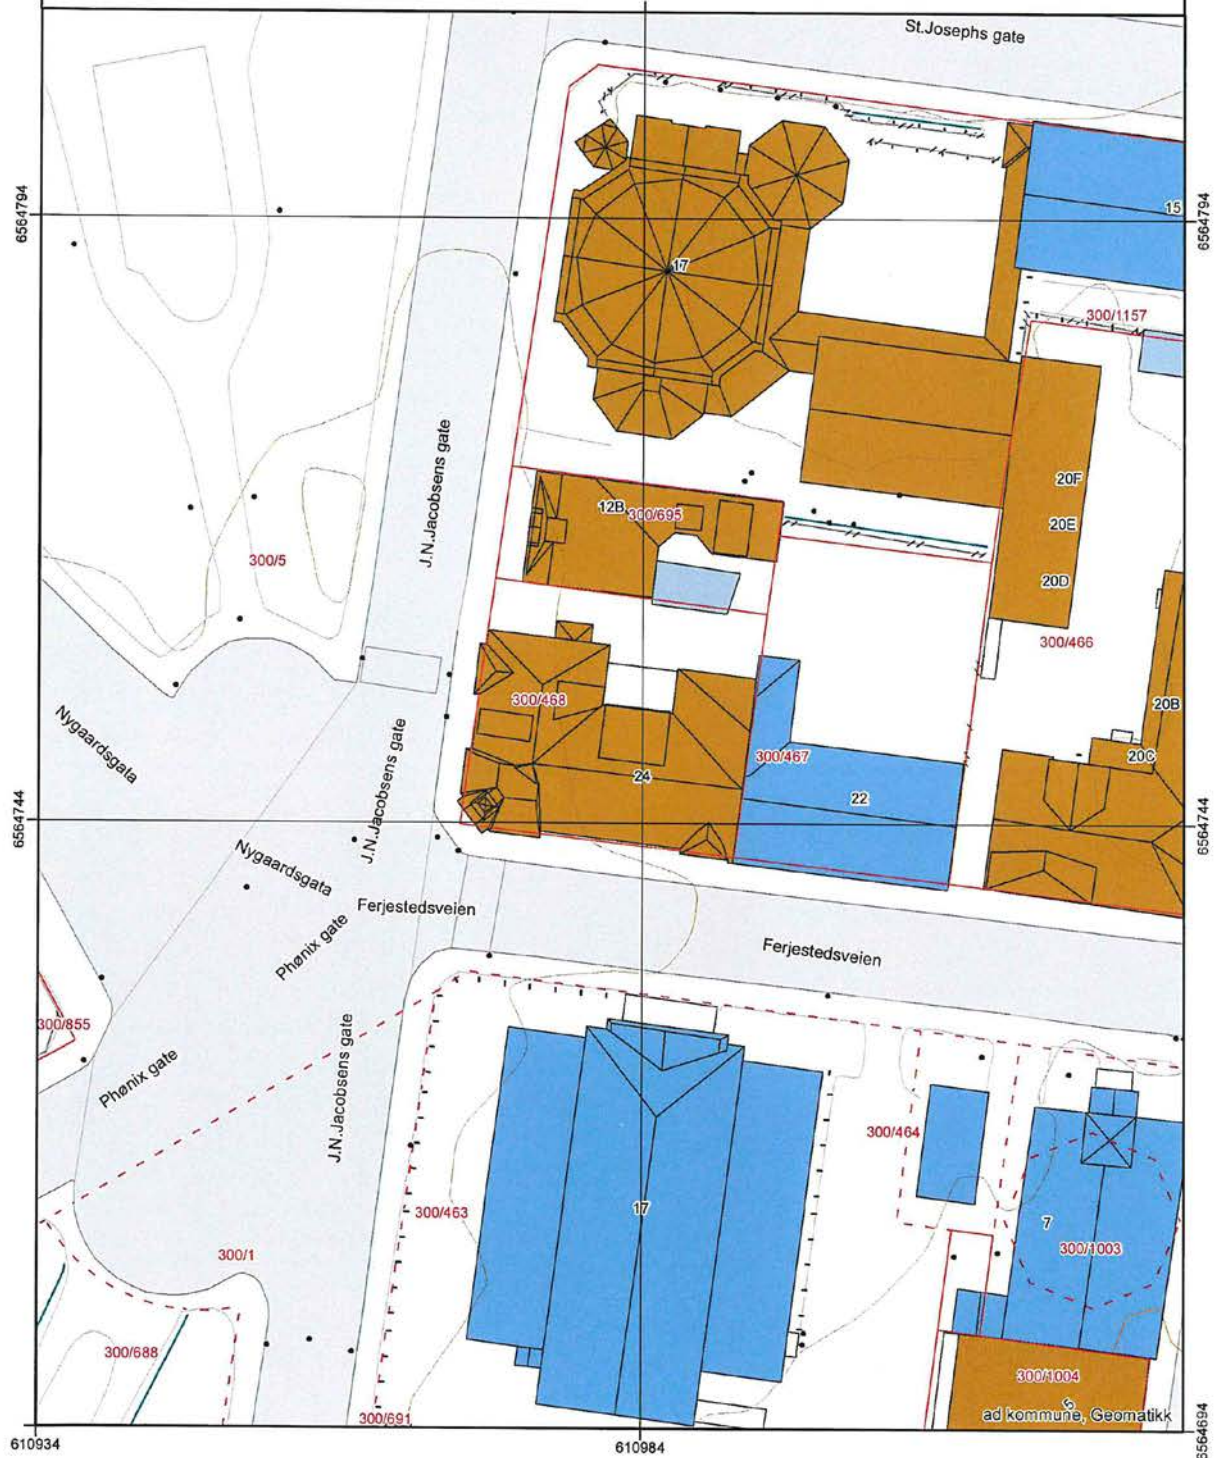 St.Josephs gate
6564794
15
6564794
17
300/1157
J.N.Jacobsens gate
20F
12B
300/695
20E
300/5
20D
300/466
300/468
20B
Nygaardsgata
J.N.Jacobsens gate
300/467
20C
24
22
6564744
6564744
Nygaardsgata
Ferjestedsveien
Phønix gate
Ferjestedsveien
300/855
Phønix gate
J.N.Jacobsens gate
300/464
300/463
17
7
300/1003
300/1
300/688
300/1004
5
300/691
ad kommune, Geomatikk
610934
610984
6564694